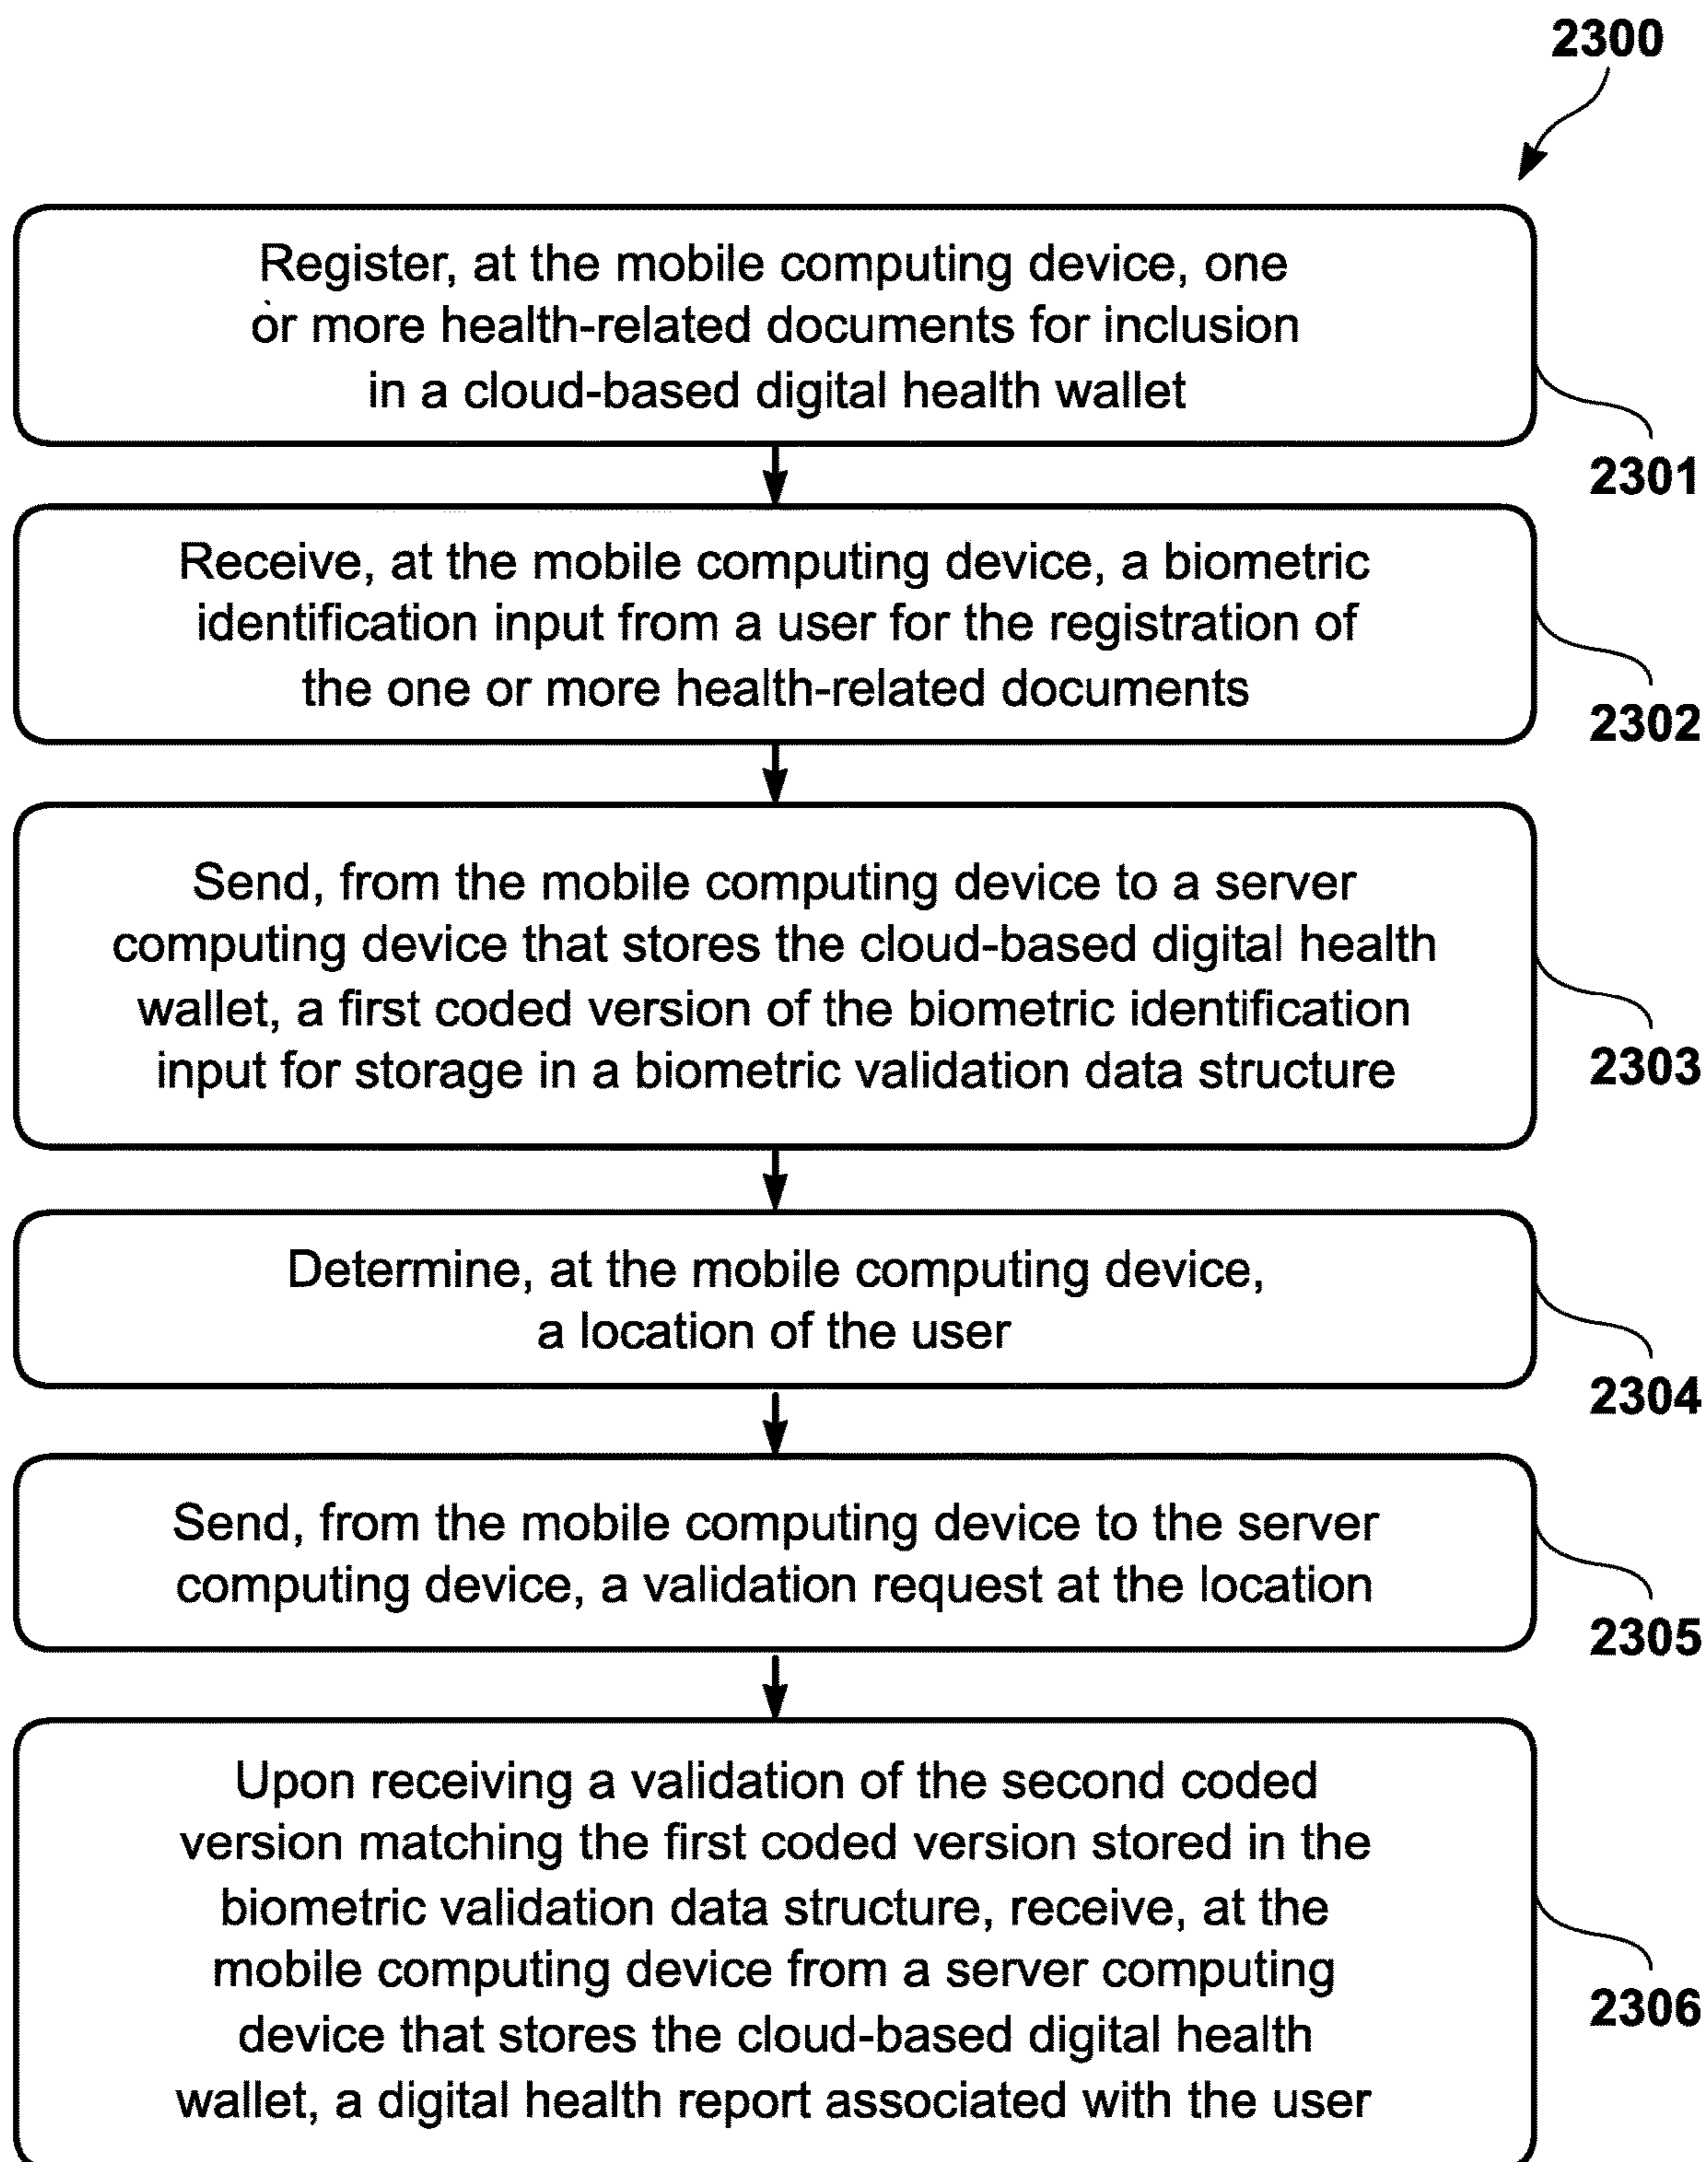 2300
Register, at the mobile computing device, one
or more health-related documents for inclusion
in a cloud-based digital health wallet
2301
Receive, at the mobile computing device, a biometric
identification input from a user for the registration of
the one or more health-related documents
2302
Send, from the mobile computing device to a server
computing device that stores the cloud-based digital health
wallet, a first coded version of the biometric identification
input for storage in a biometric validation data structure
2303
Determine, at the mobile computing device,
a location of the user
2304
Send, from the mobile computing device to the server
computing device, a validation request at the location
2305
Upon receiving a validation of the second coded
version matching the first coded version stored in the
biometric validation data structure, receive, at the
mobile computing device from a server computing
device that stores the cloud-based digital health
wallet, a digital health report associated with the user
2306